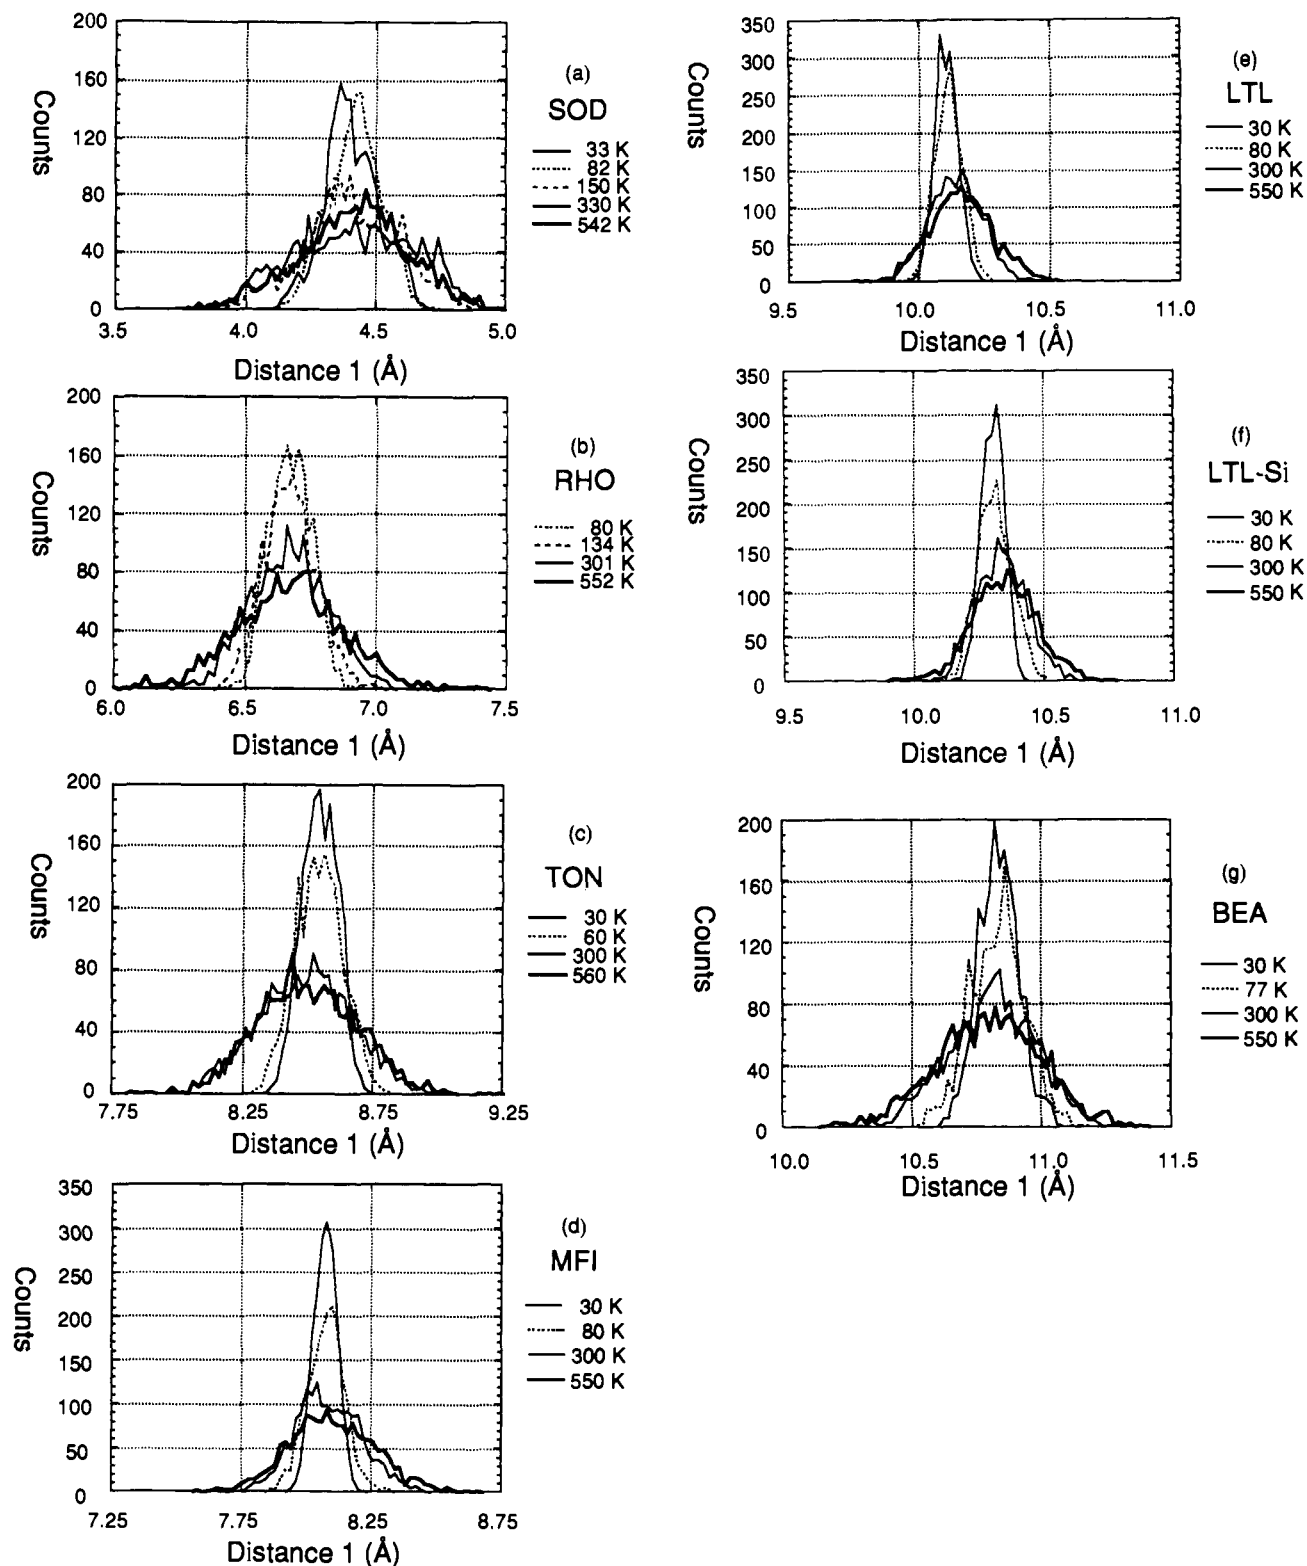 200
160
120
80
40
0
Counts
3.5
4.0
4.5
5.0
Distance 1 (Å)
(a)
SOD
33 K
82 K
150 K
330 K
542 K
200
160
120
80
40
0
Counts
6.0
6.5
7.0
7.5
Distance 1 (Å)
(b)
RHO
80 K
134 K
301 K
552 K
200
160
120
80
40
0
Counts
7.75
8.25
8.75
9.25
Distance 1 (Å)
(c)
TON
30 K
60 K
300 K
560 K
350
300
250
200
150
100
50
0
Counts
7.25
7.75
8.25
8.75
Distance 1 (Å)
(d)
MFI
30 K
80 K
300 K
550 K
350
300
250
200
150
100
50
0
Counts
9.5
10.0
10.5
11.0
Distance 1 (Å)
(e)
LTL
30 K
80 K
300 K
550 K
350
300
250
200
150
100
50
0
Counts
9.5
10.0
10.5
11.0
Distance 1 (Å)
(f)
LTL-Si
30 K
80 K
300 K
550 K
200
160
120
80
40
0
Counts
10.0
10.5
11.0
11.5
Distance 1 (Å)
(g)
BEA
30 K
77 K
300 K
550 K